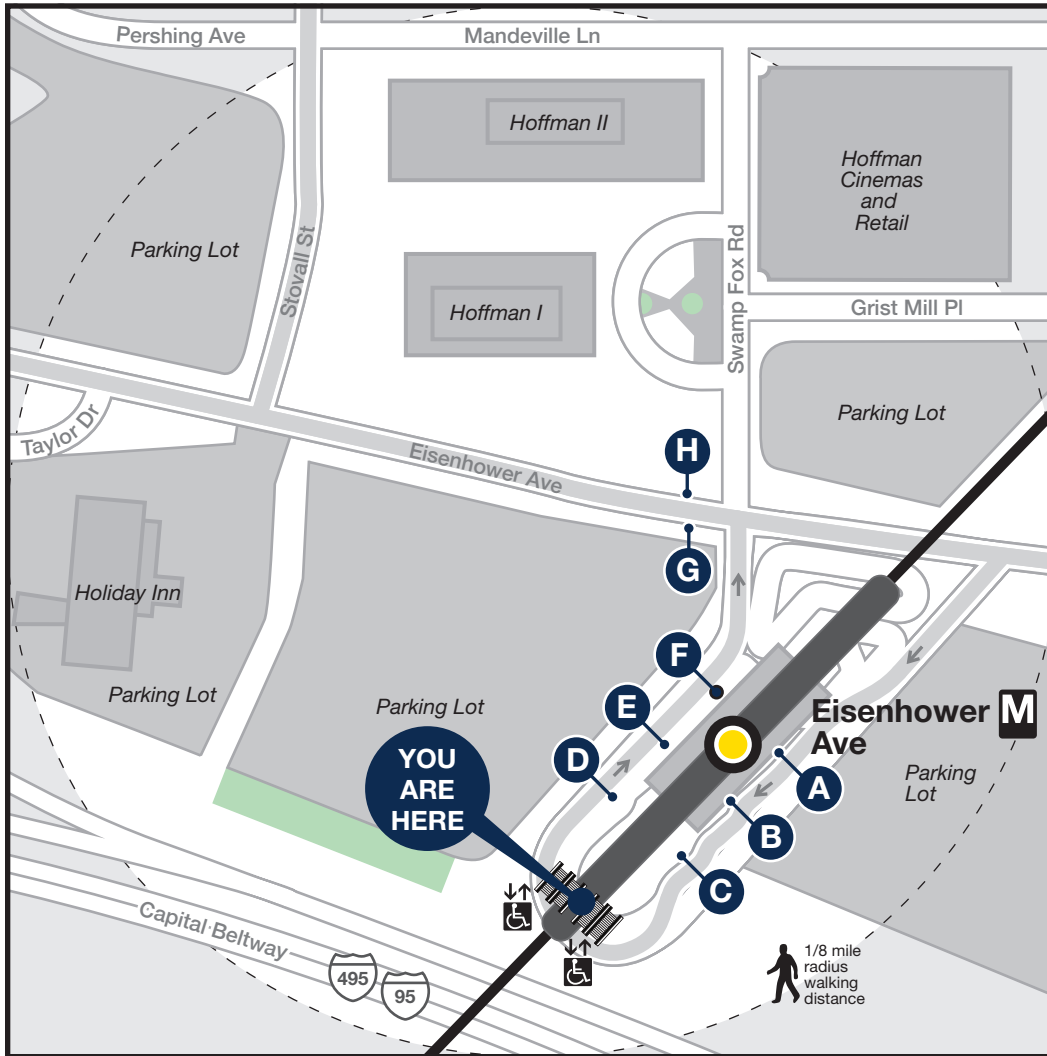 Pershing Ave
Mandeville Ln
Hoffman II
Hoffman
Cinemas
and
Retail
Parking Lot
Stovall St
Swamp Fox Rd
Hoffman I
Grist Mill Pl
Parking Lot
Taylor Dr
Eisenhower Ave
H
G
Holiday Inn
F
E
D
Eisenhower
Ave
M
Parking Lot
Parking Lot
YOU
ARE
HERE
A
Parking
Lot
B
C
Capital Beltway
495
95
1/8 mile
radius
walking
distance